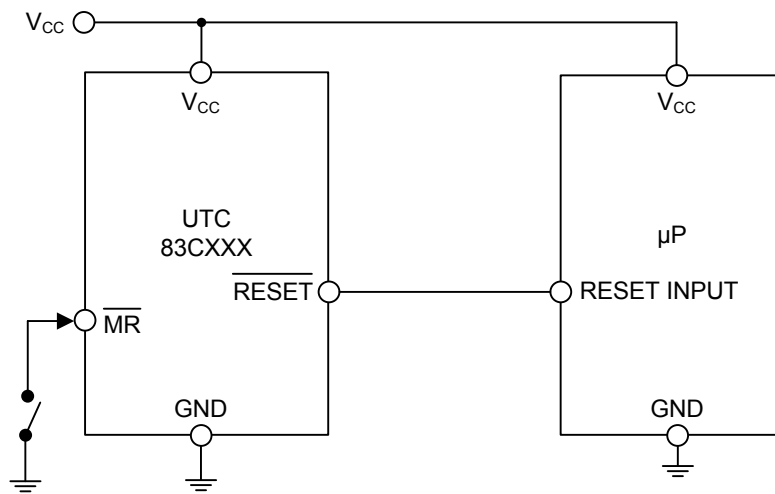 VCC
VCC
UTC
83CXXX
RESET
MR
GND
VCC
µP
RESET INPUT
GND